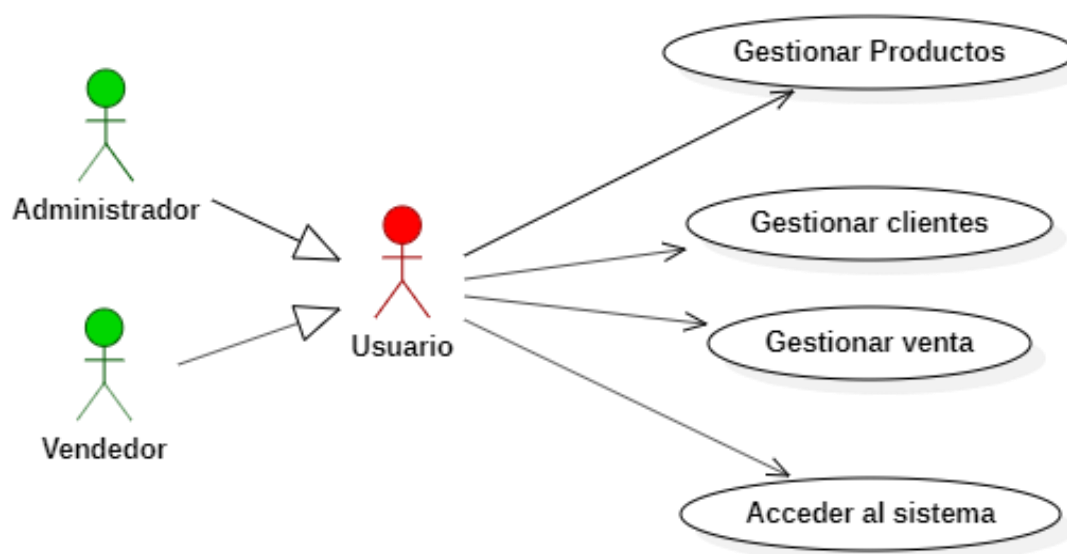 Gestionar Productos
Administrador
Gestionar clientes
Usuario
Gestionar venta
Vendedor
Acceder al sistema